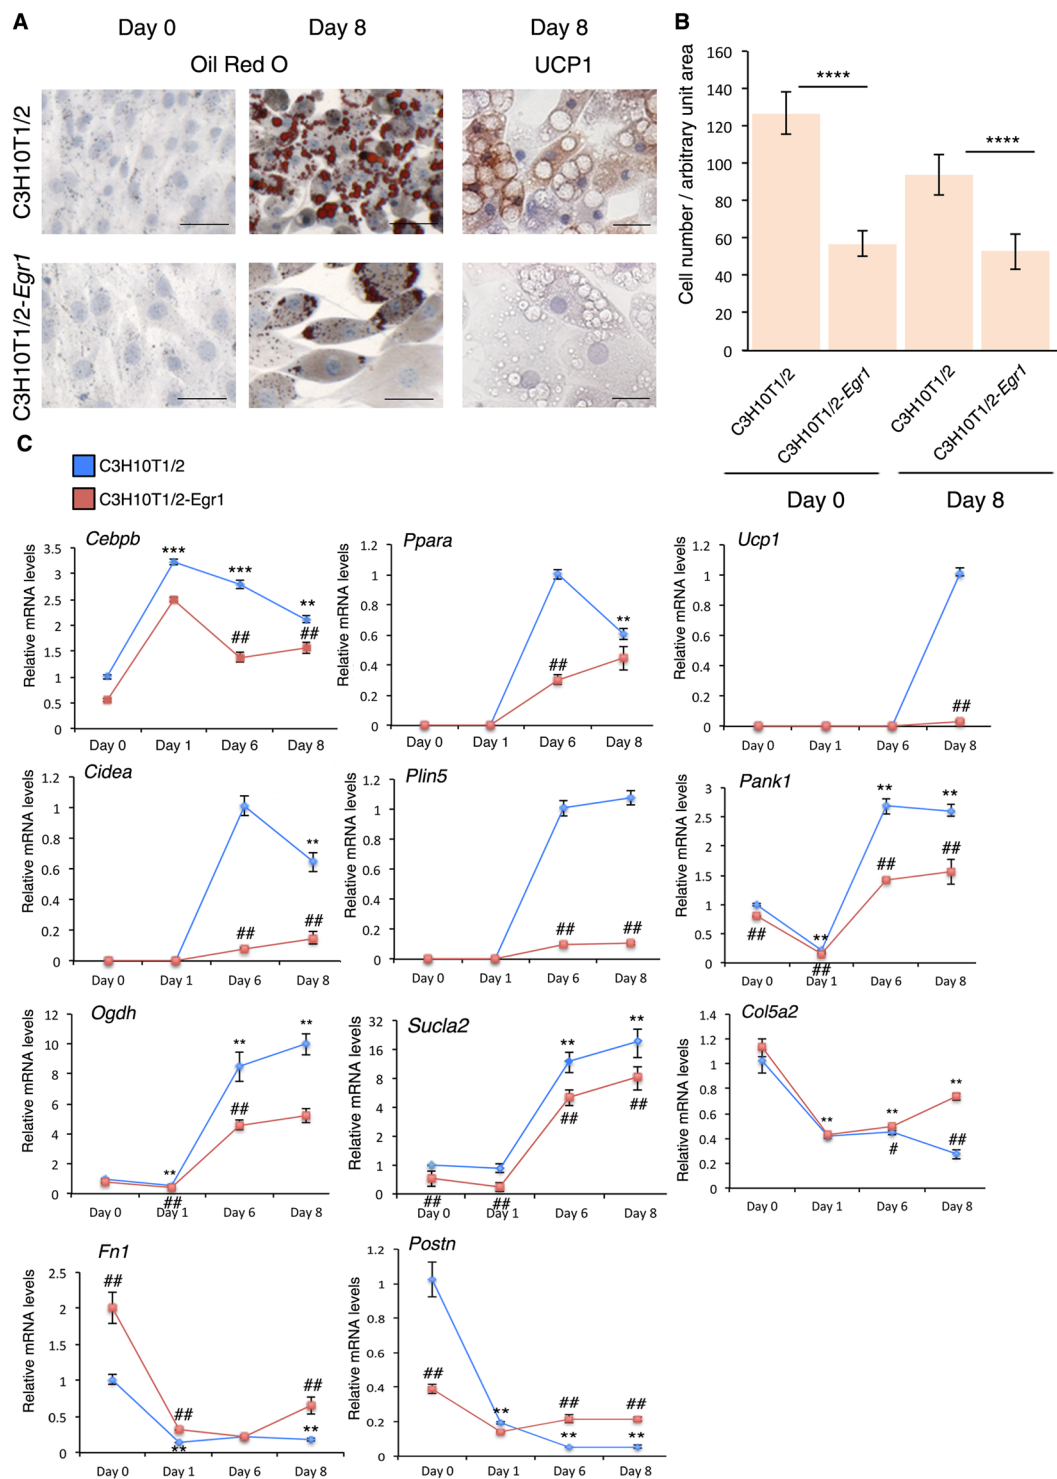 A
Day 0
Day 8
Day 8
Oil Red O
UCP1
C3H10T1/2
C3H10T1/2-Egr1
B
Cell number / arbitrary unit area
160
140
120
100
80
60
40
20
0
****
****
C3H10T1/2
C3H10T1/2-Egr1
C3H10T1/2
C3H10T1/2-Egr1
Day 0
Day 8
C
C3H10T1/2
C3H10T1/2-Egr1
Cebpb
Relative mRNA levels
3.5
3
2.5
2
1.5
1
0.5
0
***
***
**
##
##
Day 0 Day 1 Day 6 Day 8
Ppara
Relative mRNA levels
1.2
1
0.8
0.6
0.4
0.2
0
**
##
Day 0 Day 1 Day 6 Day 8
Ucp1
Relative mRNA levels
1.2
1
0.8
0.6
0.4
0.2
0
##
Day 0 Day 1 Day 6 Day 8
Cidea
Relative mRNA levels
1.2
1
0.8
0.6
0.4
0.2
0
**
##
##
Day 0 Day 1 Day 6 Day 8
Plin5
Relative mRNA levels
1.2
1
0.8
0.6
0.4
0.2
0
##
##
Day 0 Day 1 Day 6 Day 8
Pank1
Relative mRNA levels
3
2.5
2
1.5
1
0.5
0
**
**
##
##
##
**
##
Day 0 Day 1 Day 6 Day 8
Ogdh
Relative mRNA levels
12
10
8
6
4
2
0
**
**
##
**
##
Day 0 Day 1 Day 6 Day 8
Sucla2
Relative mRNA levels
32
16
8
4
2
1
0
**
**
##
##
##
##
Day 0 Day 1 Day 6 Day 8
Col5a2
Relative mRNA levels
1.4
1.2
1
0.8
0.6
0.4
0.2
0
**
**
**
#
##
Day 0 Day 1 Day 6 Day 8
Fn1
Relative mRNA levels
2.5
2
1.5
1
0.5
0
##
##
**
##
**
Day 0 Day 1 Day 6 Day 8
Postn
Relative mRNA levels
1.2
1
0.8
0.6
0.4
0.2
0
##
**
##
##
**
**
Day 0 Day 1 Day 6 Day 8